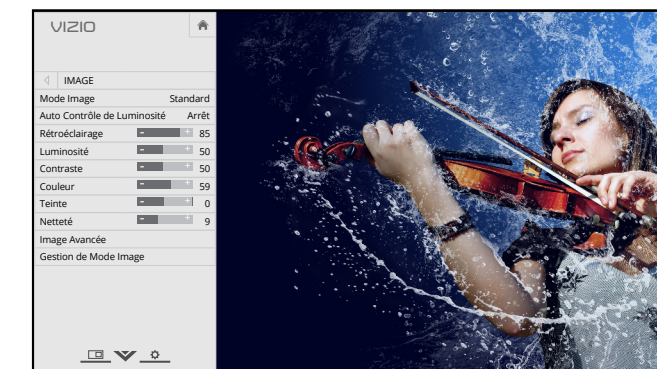 VIZIO
IMAGE
Mode Image Standard
Auto Contrôle de Luminosité Arrêt
Rétroéclairage - + 85
Luminosité - + 50
Contraste - + 50
Couleur - + 59
Teinte - + 0
Netteté - + 9
Image Avancée
Gestion de Mode Image